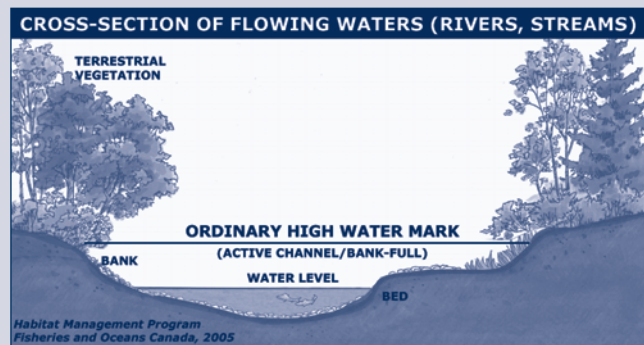 CROSS-SECTION OF FLOWING WATERS (RIVERS, STREAMS)
TERRESTRIAL
VEGETATION
ORDINARY HIGH WATER MARK
(ACTIVE CHANNEL/BANK-FULL)
BANK
WATER LEVEL
BED
Habitat Management Program
Fisheries and Oceans Canada, 2005